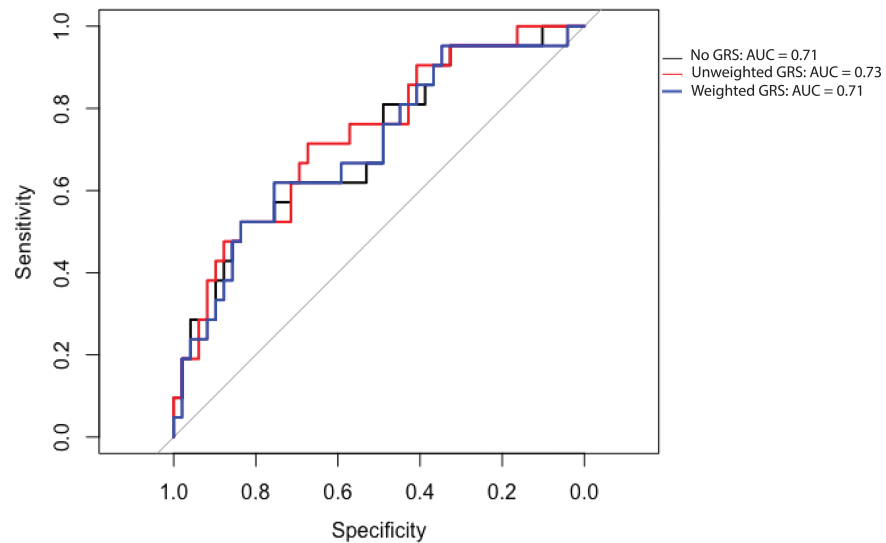 1.0
0.8
0.6
0.4
0.2
0.0
Sensitivity
1.0 0.8 0.6 0.4 0.2 0.0
Specificity
No GRS: AUC = 0.71
Unweighted GRS: AUC = 0.73
Weighted GRS: AUC = 0.71